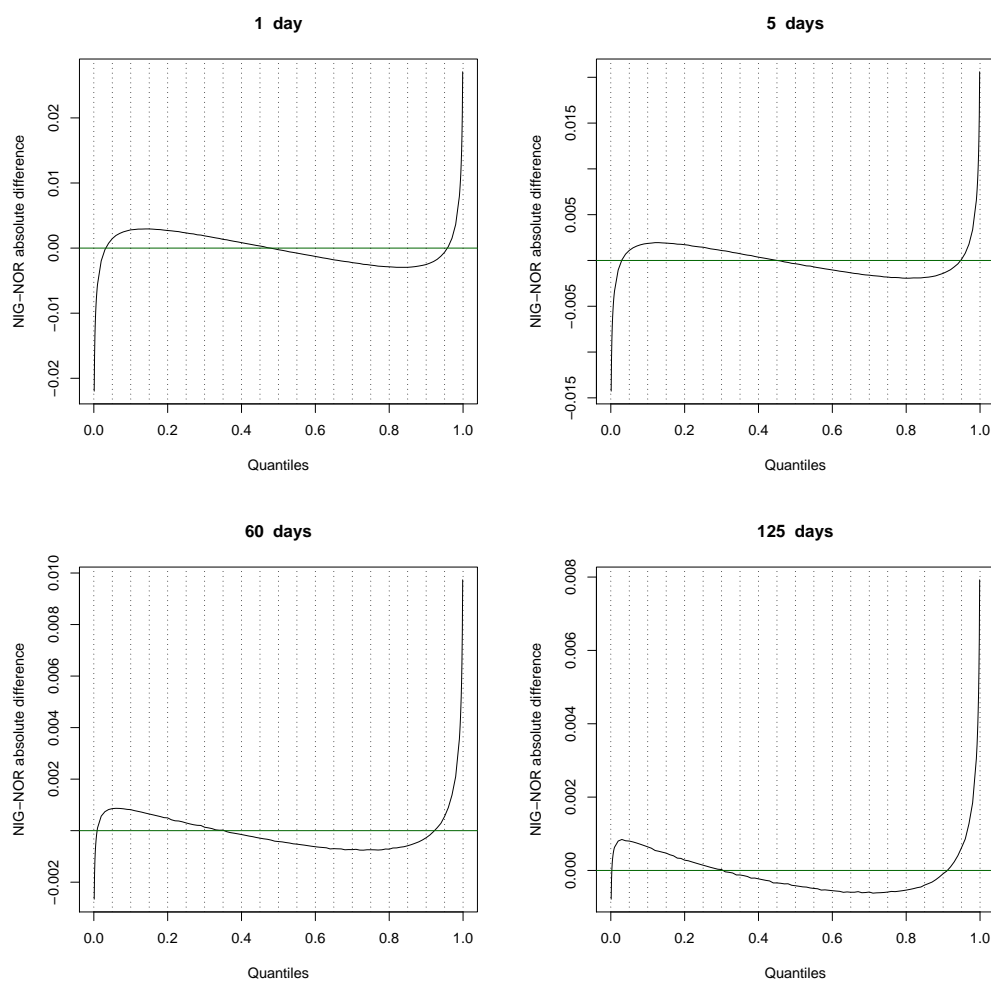 1 day
NIG−NOR absolute difference
0.02
0.01
0.00
−0.01
−0.02
0.0 0.2 0.4 0.6 0.8 1.0
Quantiles
5 days
NIG−NOR absolute difference
0.015
0.005
−0.005
−0.015
0.0 0.2 0.4 0.6 0.8 1.0
Quantiles
60 days
NIG−NOR absolute difference
0.010
0.008
0.006
0.004
0.002
−0.002
0.0 0.2 0.4 0.6 0.8 1.0
Quantiles
125 days
NIG−NOR absolute difference
0.008
0.006
0.004
0.002
0.000
0.0 0.2 0.4 0.6 0.8 1.0
Quantiles